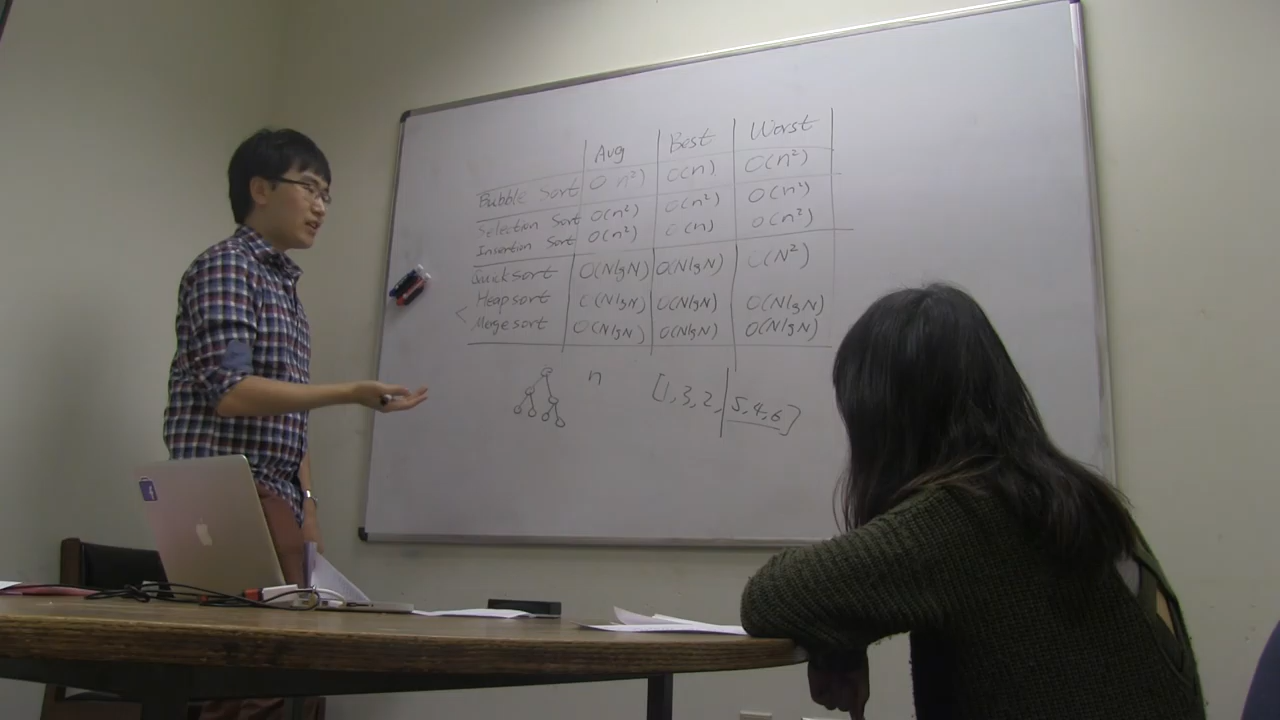 Avg Best Worst
Bubble Sort O(n²) O(n) O(n²)
Selection Sort O(n²) O(n²) O(n²)
Insertion Sort O(n²) O(n) O(n²)
Quicksort O(NlgN) O(NlgN) O(N²)
Heapsort O(NlgN) O(NlgN) O(NlgN)
< Mergesort O(NlgN) O(NlgN) O(NlgN)
n [1,3,2,|5,4,6]